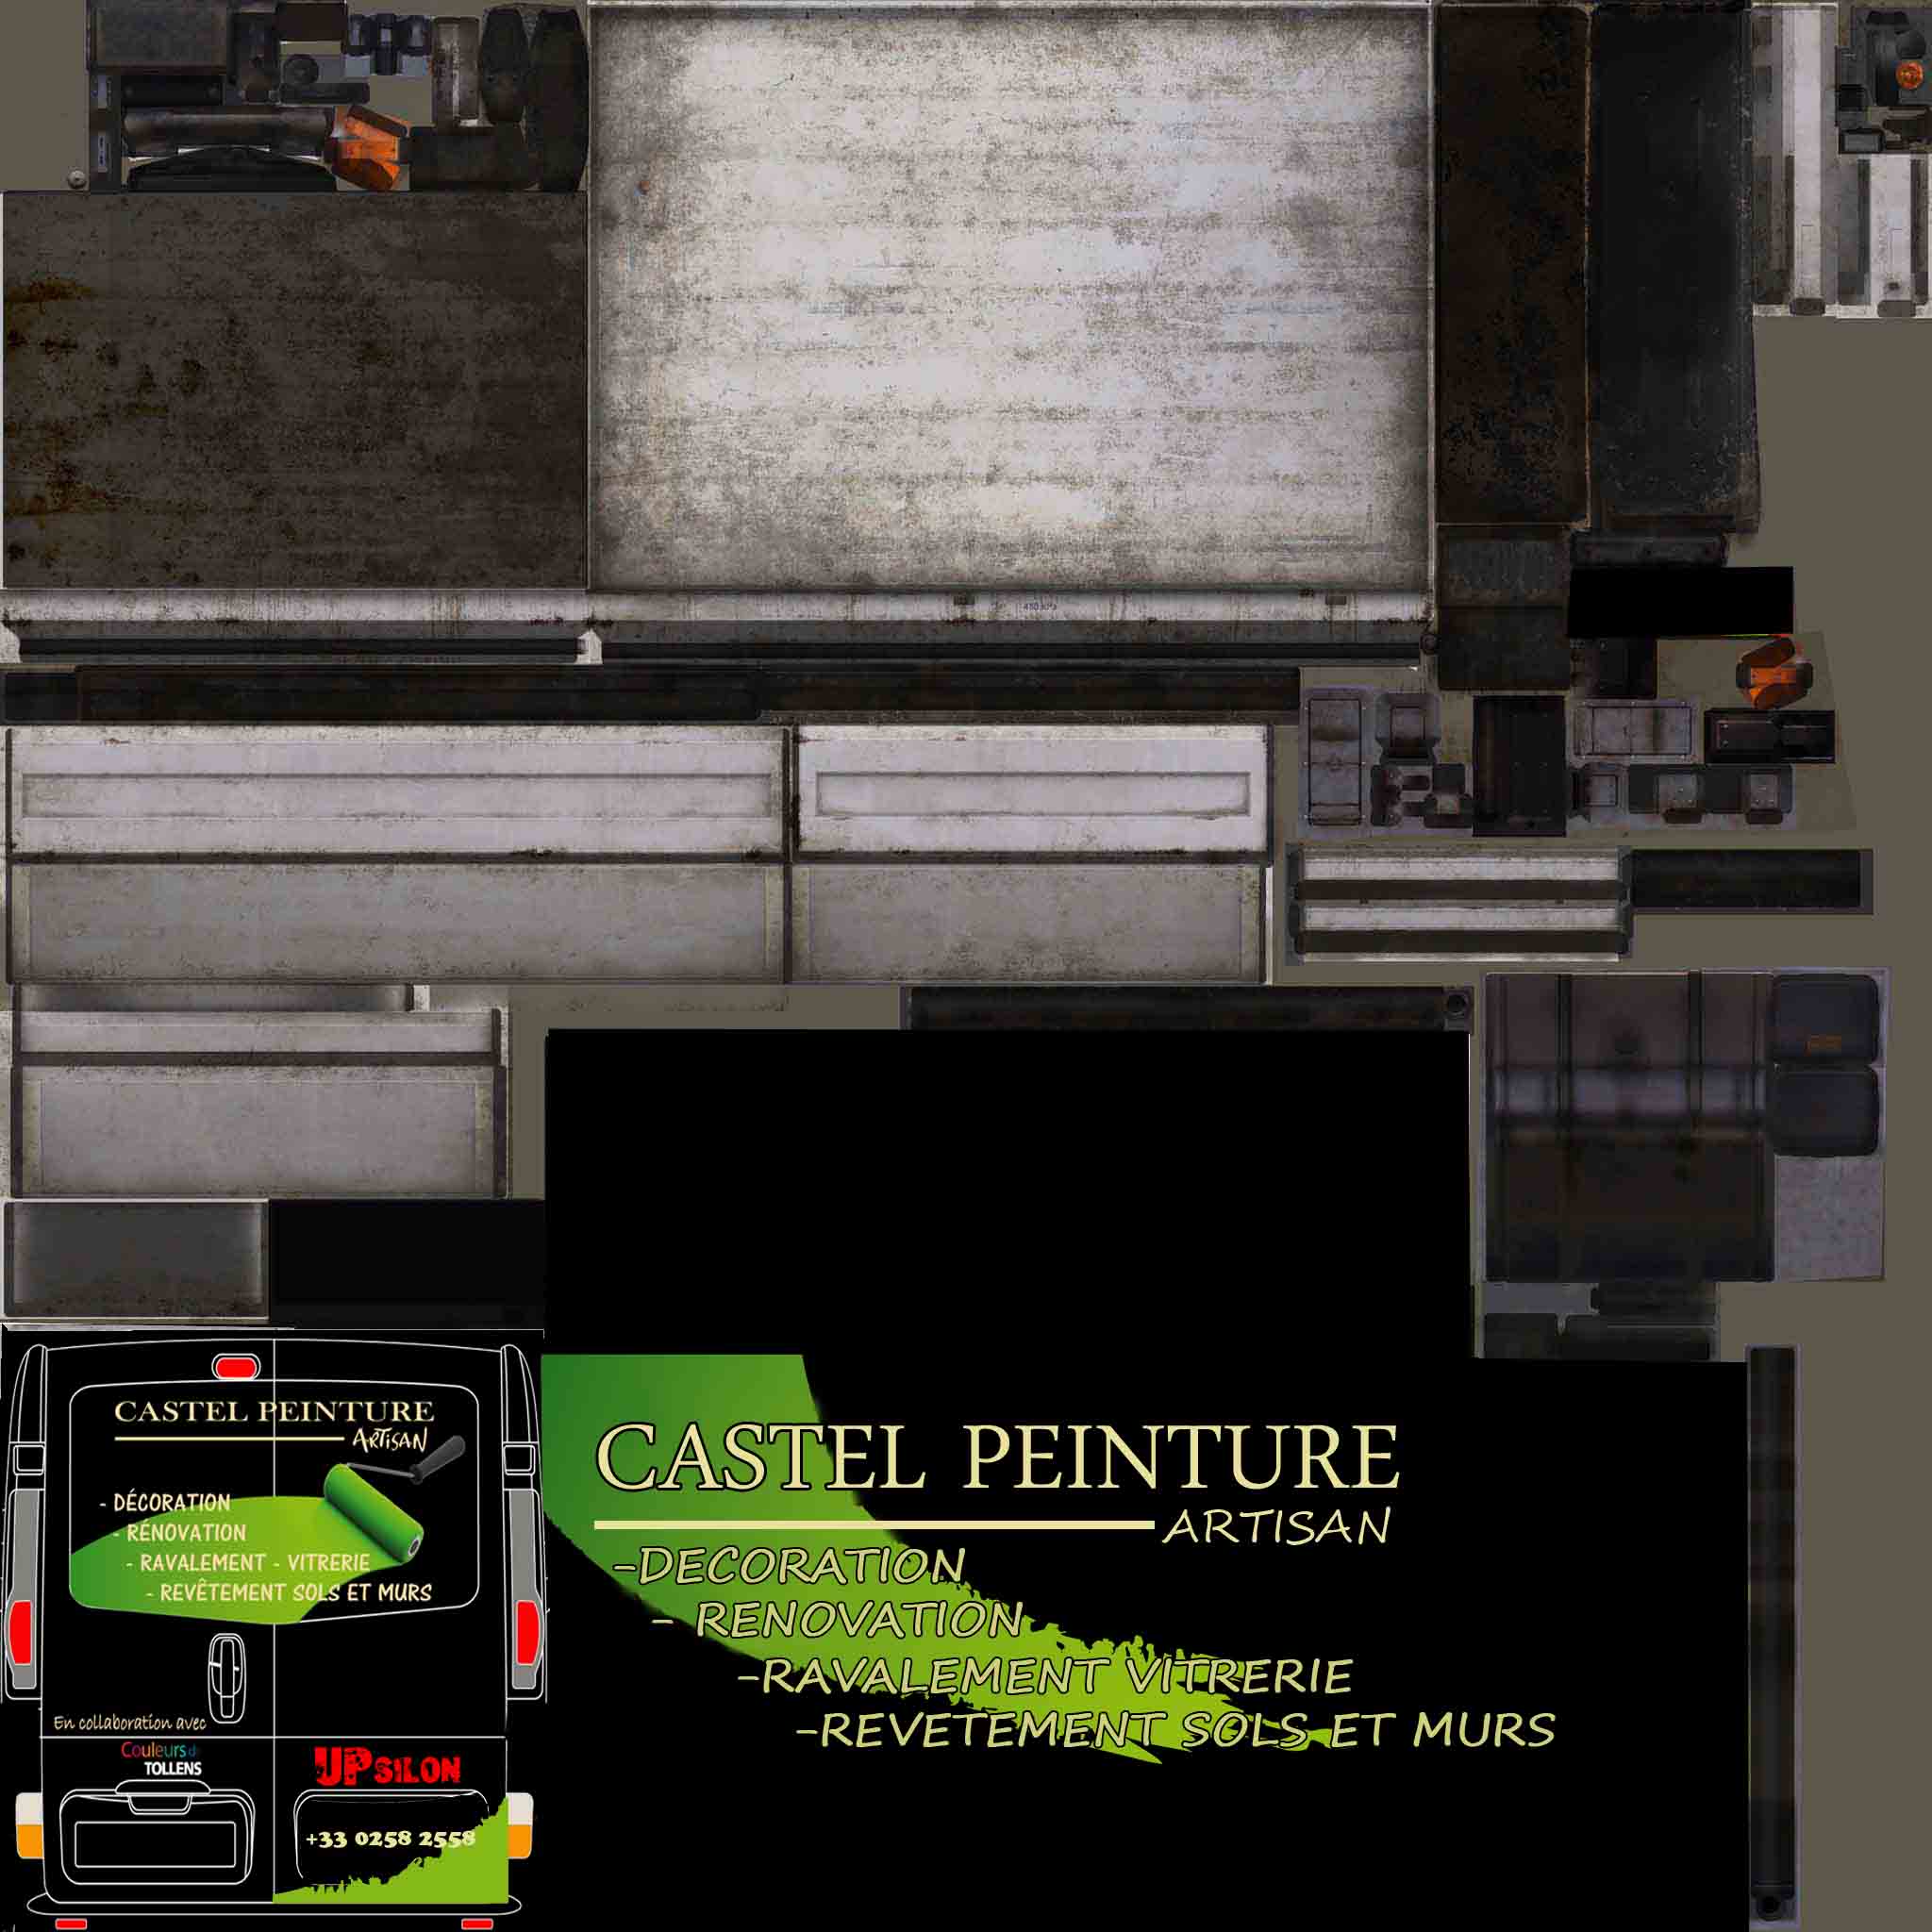 CASTEL PEINTURE
ARTISAN
- DÉCORATION
- RÉNOVATION
- RAVALEMENT - VITRERIE
- REVÊTEMENT SOLS ET MURS
En collaboration avec
Couleurs de
TOLLENS
UPSILON
+33 0258 2558
CASTEL PEINTURE
ARTISAN
-DECORATION
- RENOVATION
-RAVALEMENT VITRERIE
-REVETEMENT SOLS ET MURS